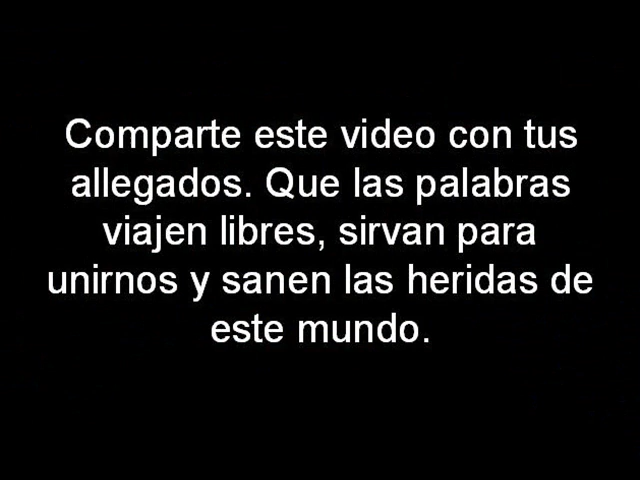 Comparte este video con tus
allegados. Que las palabras
viajen libres, sirvan para
unirnos y sanen las heridas de
este mundo.